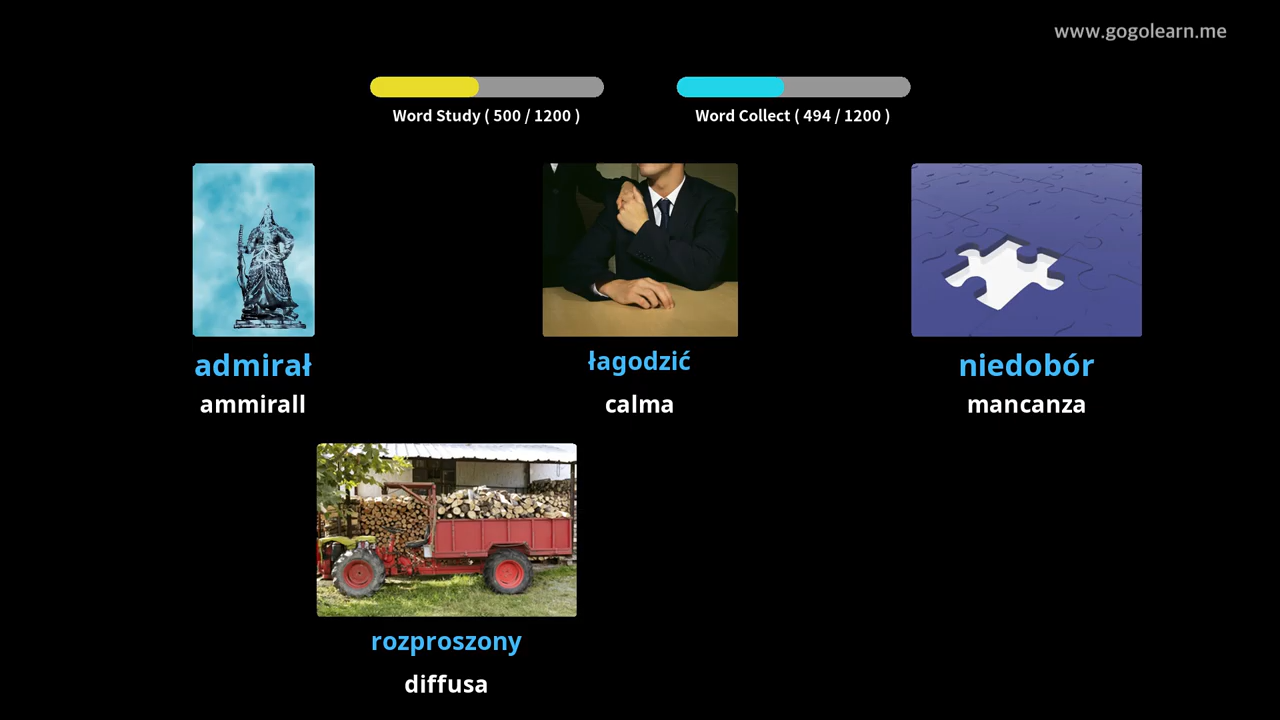 www.gogolearn.me
Word Study ( 500 / 1200 )
Word Collect ( 494 / 1200 )
admirał
ammirall
łagodzić
calma
niedobór
mancanza
rozproszony
diffusa